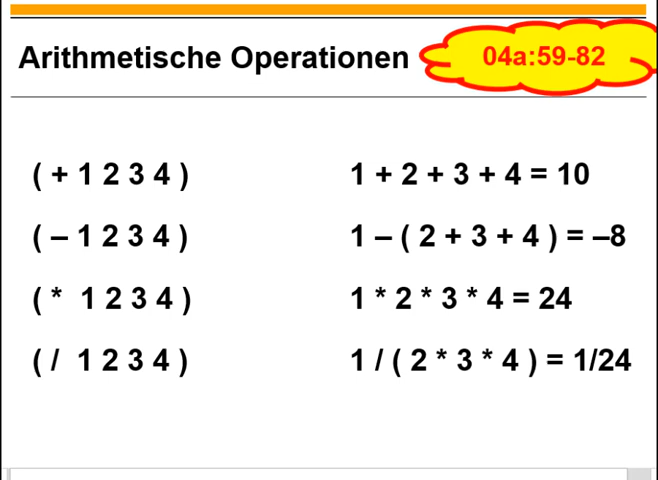 Arithmetische Operationen
04a:59-82
( + 1 2 3 4 )
1 + 2 + 3 + 4 = 10
( – 1 2 3 4 )
1 – ( 2 + 3 + 4 ) = –8
( * 1 2 3 4 )
1 * 2 * 3 * 4 = 24
( / 1 2 3 4 )
1 / ( 2 * 3 * 4 ) = 1/24